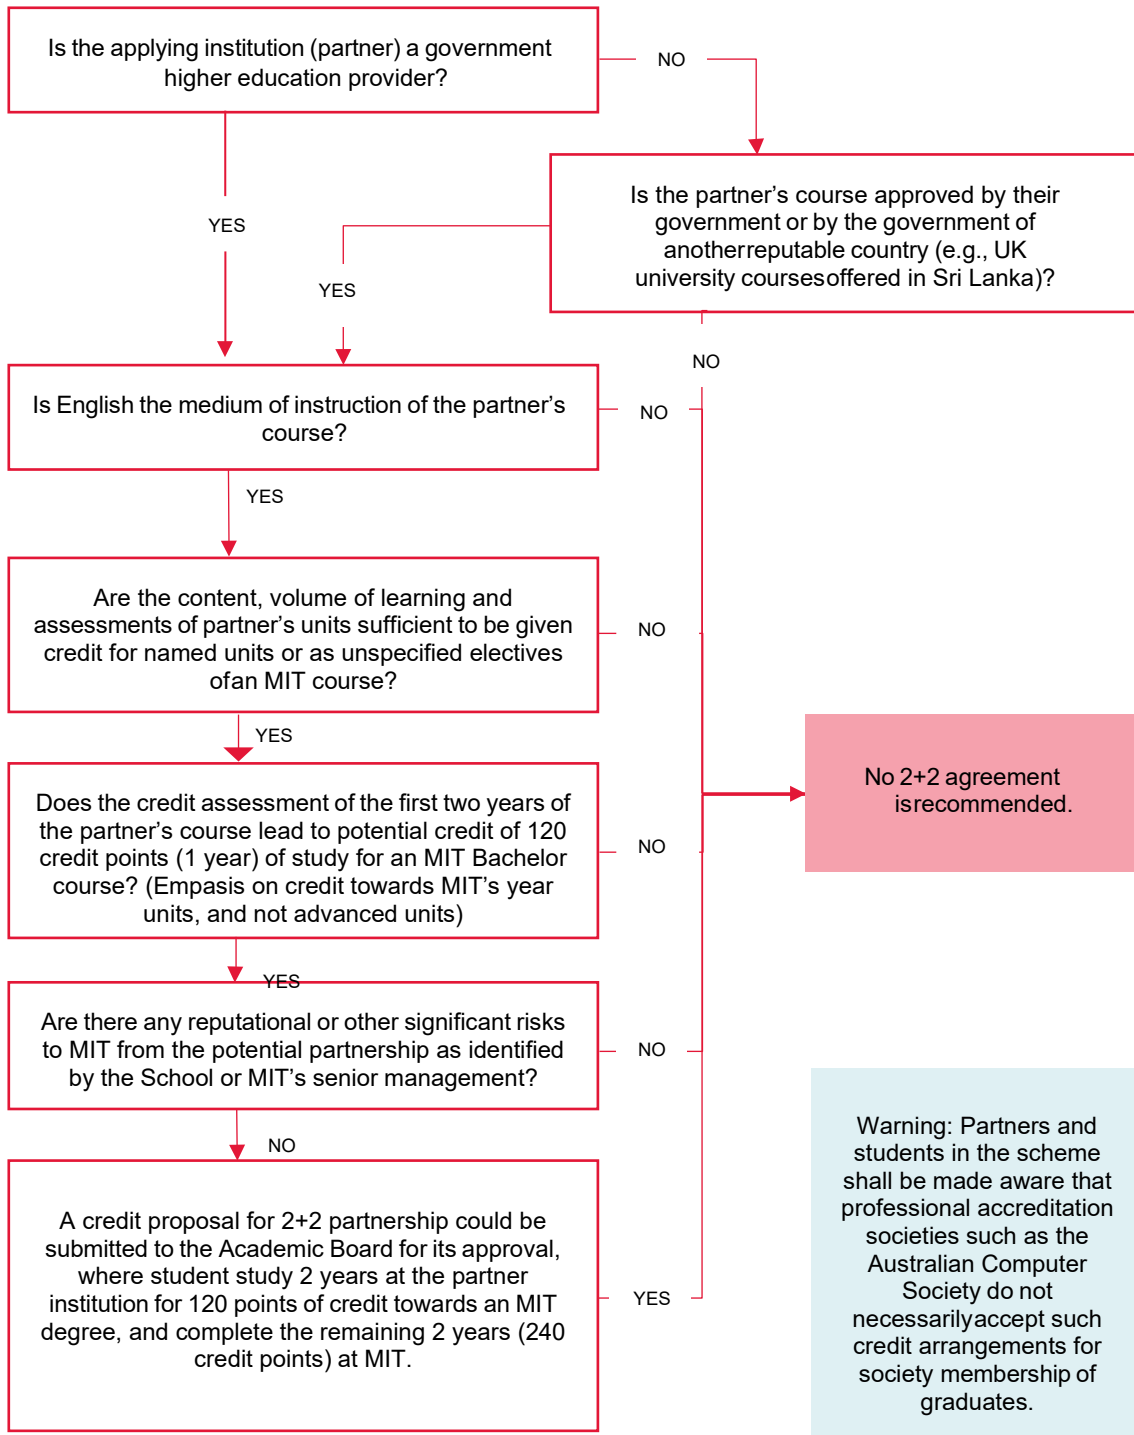 Is the applying institution (partner) a government
higher education provider?
NO
Is the partner's course approved by their
government or by the government of
anotherreputable country (e.g., UK
university coursesoffered in Sri Lanka)?
YES
YES
NO
Is English the medium of instruction of the partner's
course?
NO
YES
Are the content, volume of learning and
assessments of partner's units sufficient to be given
credit for named units or as unspecified electives
ofan MIT course?
NO
YES
Does the credit assessment of the first two years of
the partner's course lead to potential credit of 120
credit points (1 year) of study for an MIT Bachelor
course? (Empasis on credit towards MIT's year
units, and not advanced units)
NO
No 2+2 agreement
isrecommended.
YES
Are there any reputational or other significant risks
to MIT from the potential partnership as identified
by the School or MIT's senior management?
NO
NO
A credit proposal for 2+2 partnership could be
submitted to the Academic Board for its approval,
where student study 2 years at the partner
institution for 120 points of credit towards an MIT
degree, and complete the remaining 2 years (240
credit points) at MIT.
YES
Warning: Partners and
students in the scheme
shall be made aware that
professional accreditation
societies such as the
Australian Computer
Society do not
necessarilyaccept such
credit arrangements for
society membership of
graduates.